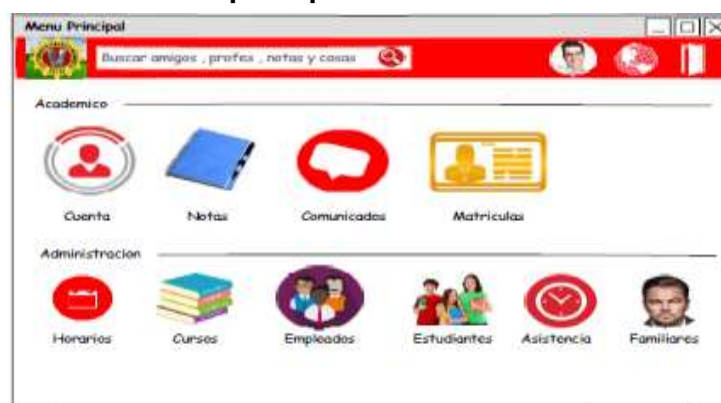 Menu Principal
Buscar amigos , profes , notas y cosas
Academico
Cuenta Notas Comunicados Matriculas
Administracion
Horarios Cursos Empleados Estudiantes Asistencia Familiares